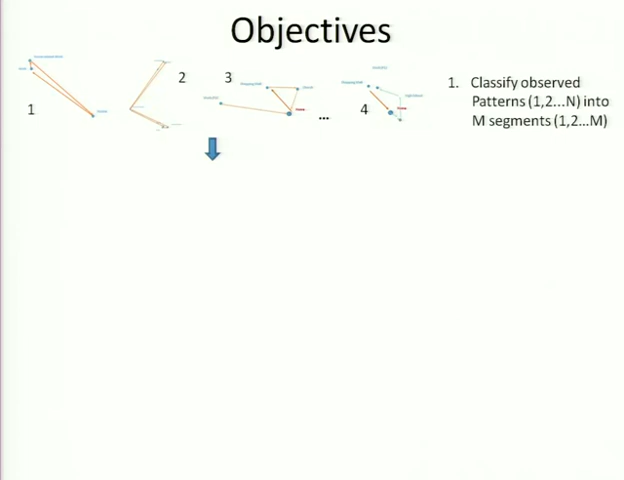 Objectives
1
2
3
...
4
1. Classify observed
Patterns (1,2...N) into
M segments (1,2...M)